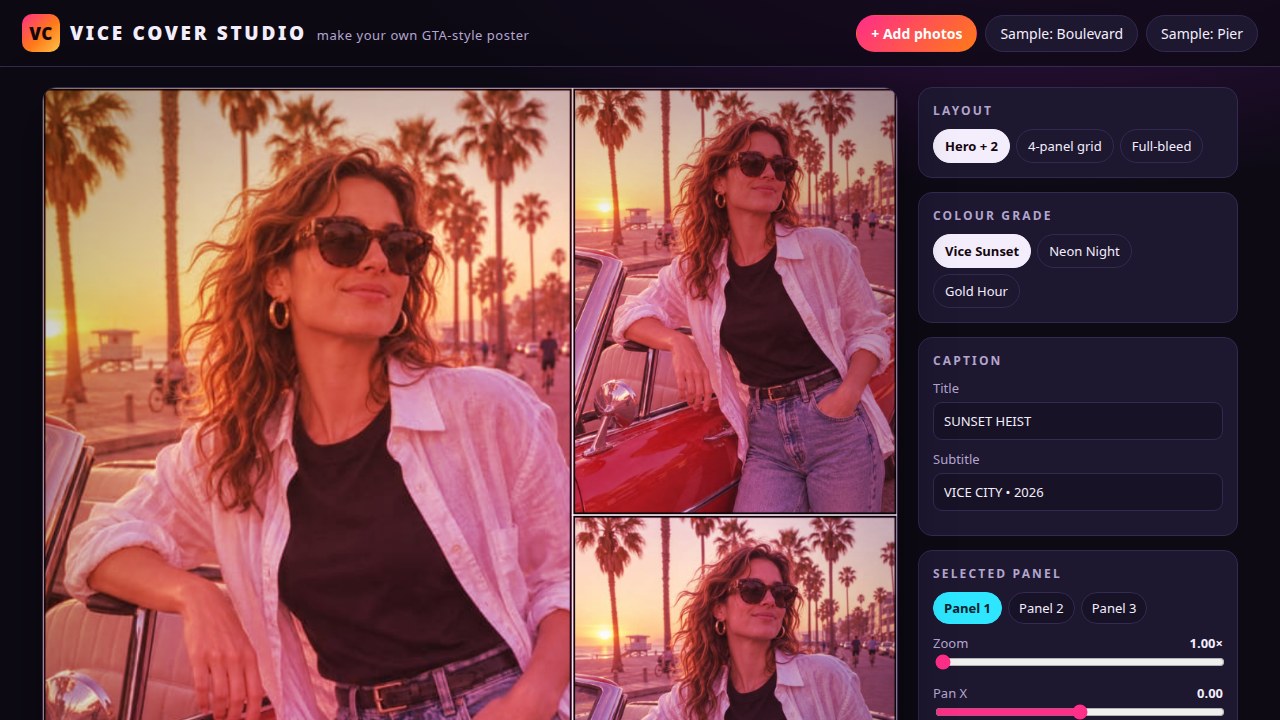 VC VICE COVER STUDIO make your own GTA-style poster
+ Add photos Sample: Boulevard Sample: Pier
LAYOUT
Hero + 2 4-panel grid Full-bleed
COLOUR GRADE
Vice Sunset Neon Night
Gold Hour
CAPTION
Title
SUNSET HEIST
Subtitle
VICE CITY • 2026
SELECTED PANEL
Panel 1 Panel 2 Panel 3
Zoom 1.00×
Pan X 0.00